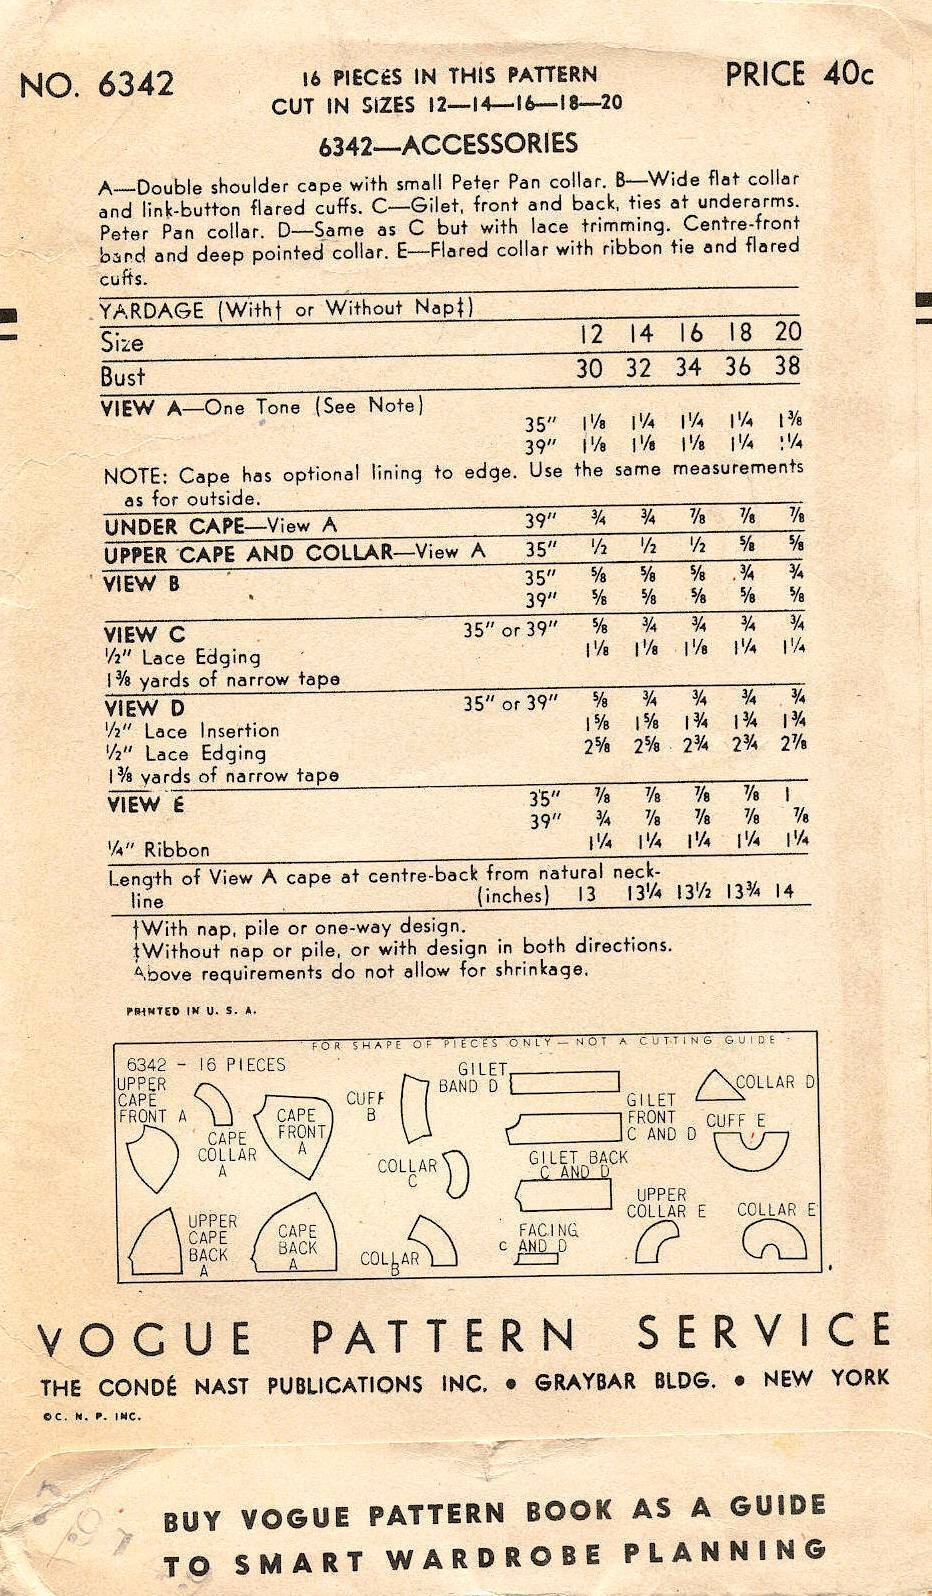 NO. 6342
16 PIECES IN THIS PATTERN
PRICE 40c
CUT IN SIZES 12—14—16—18—20
6342—ACCESSORIES
A—Double shoulder cape with small Peter Pan collar. B—Wide flat collar
and link-button flared cuffs. C—Gilet, front and back, ties at underarms.
Peter Pan collar. D—Same as C but with lace trimming. Centre-front
band and deep pointed collar. E—Flared collar with ribbon tie and flared
cuffs.
YARDAGE (With† or Without Nap‡)
Size 12 14 16 18 20
Bust 30 32 34 36 38
VIEW A—One Tone (See Note)
35" 1⅛ 1¼ 1¼ 1¼ 1⅜
39" 1⅛ 1⅛ 1⅛ 1¼ 1¼
NOTE: Cape has optional lining to edge. Use the same measurements
as for outside.
UNDER CAPE—View A 39" ¾ ¾ ⅞ ⅞ ⅞
UPPER CAPE AND COLLAR—View A 35" ½ ½ ½ ⅝ ⅝
VIEW B 35" ⅝ ⅝ ⅝ ¾ ¾
39" ⅝ ⅝ ⅝ ⅝ ⅝
VIEW C 35" or 39" ⅝ ¾ ¾ ¾ ¾
½" Lace Edging 1⅛ 1⅛ 1⅛ 1¼ 1¼
1⅜ yards of narrow tape
VIEW D 35" or 39" ⅝ ¾ ¾ ¾ ¾
½" Lace Insertion 1⅝ 1⅝ 1¾ 1¾ 1¾
½" Lace Edging 2⅝ 2⅝ 2¾ 2¾ 2⅞
1⅜ yards of narrow tape
VIEW E 35" ⅞ ⅞ ⅞ ⅞ 1
39" ¾ ⅞ ⅞ ⅞ ⅞
¼" Ribbon 1¼ 1¼ 1¼ 1¼ 1¼
Length of View A cape at centre-back from natural neck-
line (inches) 13 13¼ 13½ 13¾ 14
†With nap, pile or one-way design.
‡Without nap or pile, or with design in both directions.
Above requirements do not allow for shrinkage.
PRINTED IN U. S. A.
FOR SHAPE OF PIECES ONLY — NOT A CUTTING GUIDE
6342 - 16 PIECES
UPPER
CAPE
FRONT A
CAPE
COLLAR
A
CAPE
FRONT
A
CUFF
B
GILET
BAND D
COLLAR D
GILET
FRONT
C AND D
CUFF E
COLLAR
C
GILET BACK
C AND D
UPPER
COLLAR E
COLLAR E
UPPER
CAPE
BACK
A
CAPE
BACK
A
COLLAR
B
FACING
C AND D
VOGUE PATTERN SERVICE
THE CONDÉ NAST PUBLICATIONS INC. • GRAYBAR BLDG. • NEW YORK
©C. N. P. INC.
BUY VOGUE PATTERN BOOK AS A GUIDE
TO SMART WARDROBE PLANNING